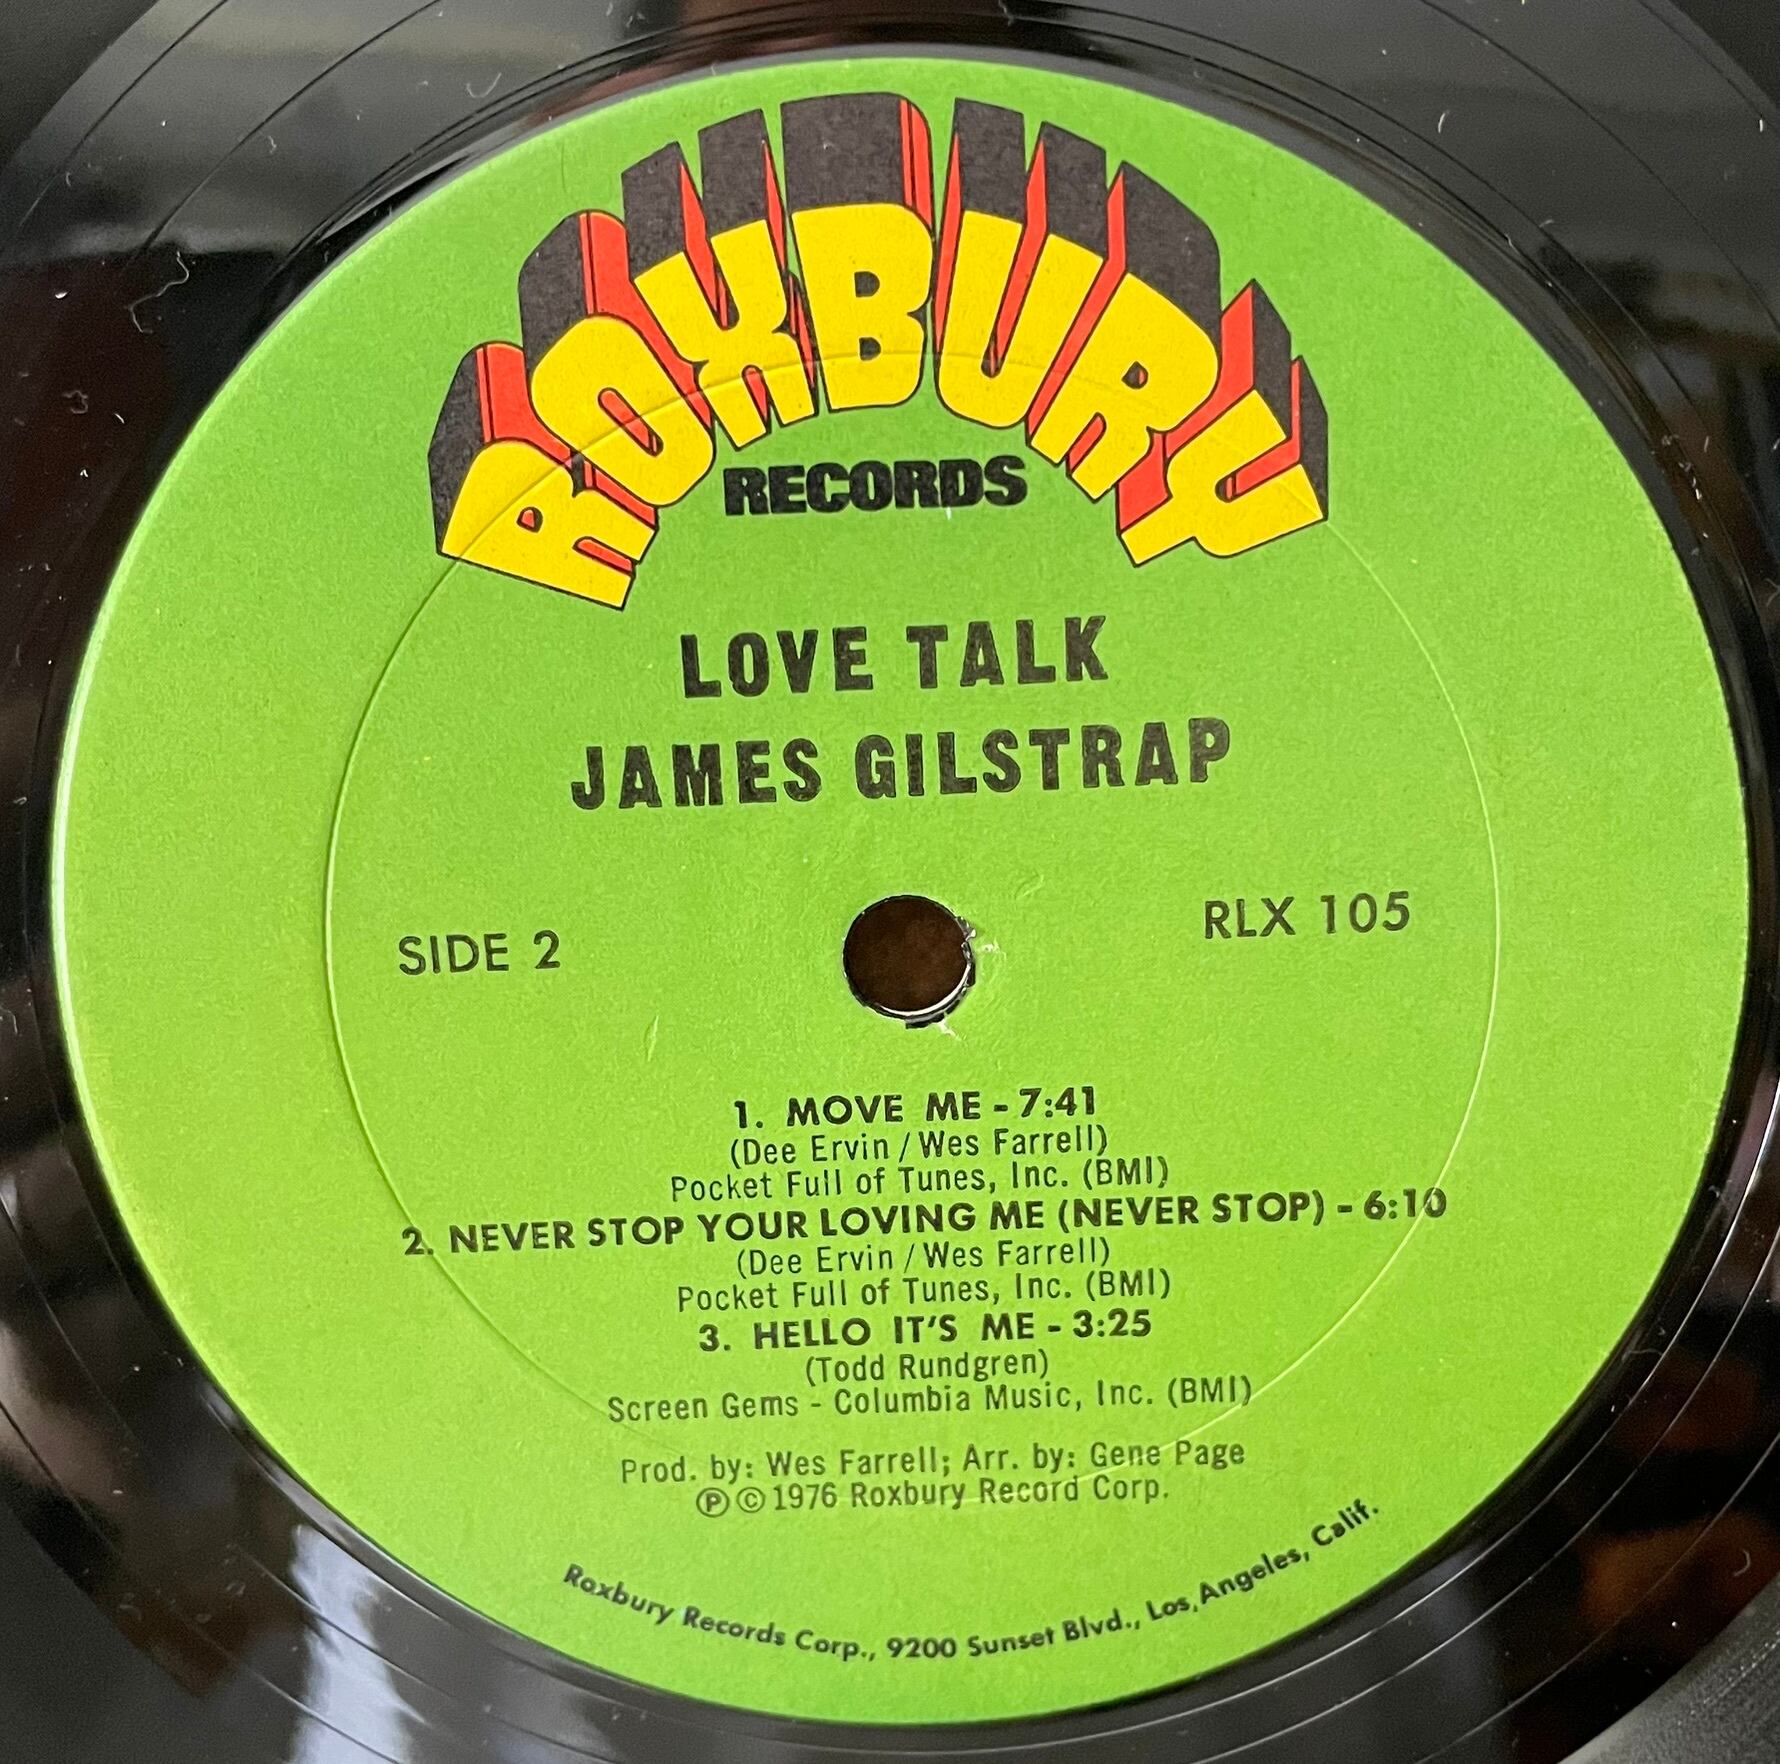 ROXBURY
RECORDS
LOVE TALK
JAMES GILSTRAP
SIDE 2
RLX 105
1. MOVE ME - 7:41
(Dee Ervin / Wes Farrell)
Pocket Full of Tunes, Inc. (BMI)
2. NEVER STOP YOUR LOVING ME (NEVER STOP) - 6:10
(Dee Ervin / Wes Farrell)
Pocket Full of Tunes, Inc. (BMI)
3. HELLO IT'S ME - 3:25
(Todd Rundgren)
Screen Gems - Columbia Music, Inc. (BMI)
Prod. by: Wes Farrell; Arr. by: Gene Page
℗ © 1976 Roxbury Record Corp.
Roxbury Records Corp., 9200 Sunset Blvd., Los, Angeles, Calif.